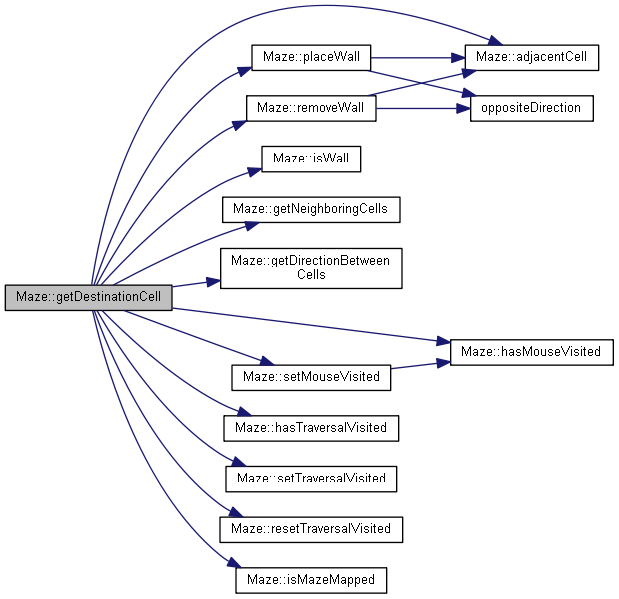 Maze::placeWall
Maze::adjacentCell
Maze::removeWall
oppositeDirection
Maze::isWall
Maze::getNeighboringCells
Maze::getDirectionBetween
Cells
Maze::getDestinationCell
Maze::hasMouseVisited
Maze::setMouseVisited
Maze::hasTraversalVisited
Maze::setTraversalVisited
Maze::resetTraversalVisited
Maze::isMazeMapped